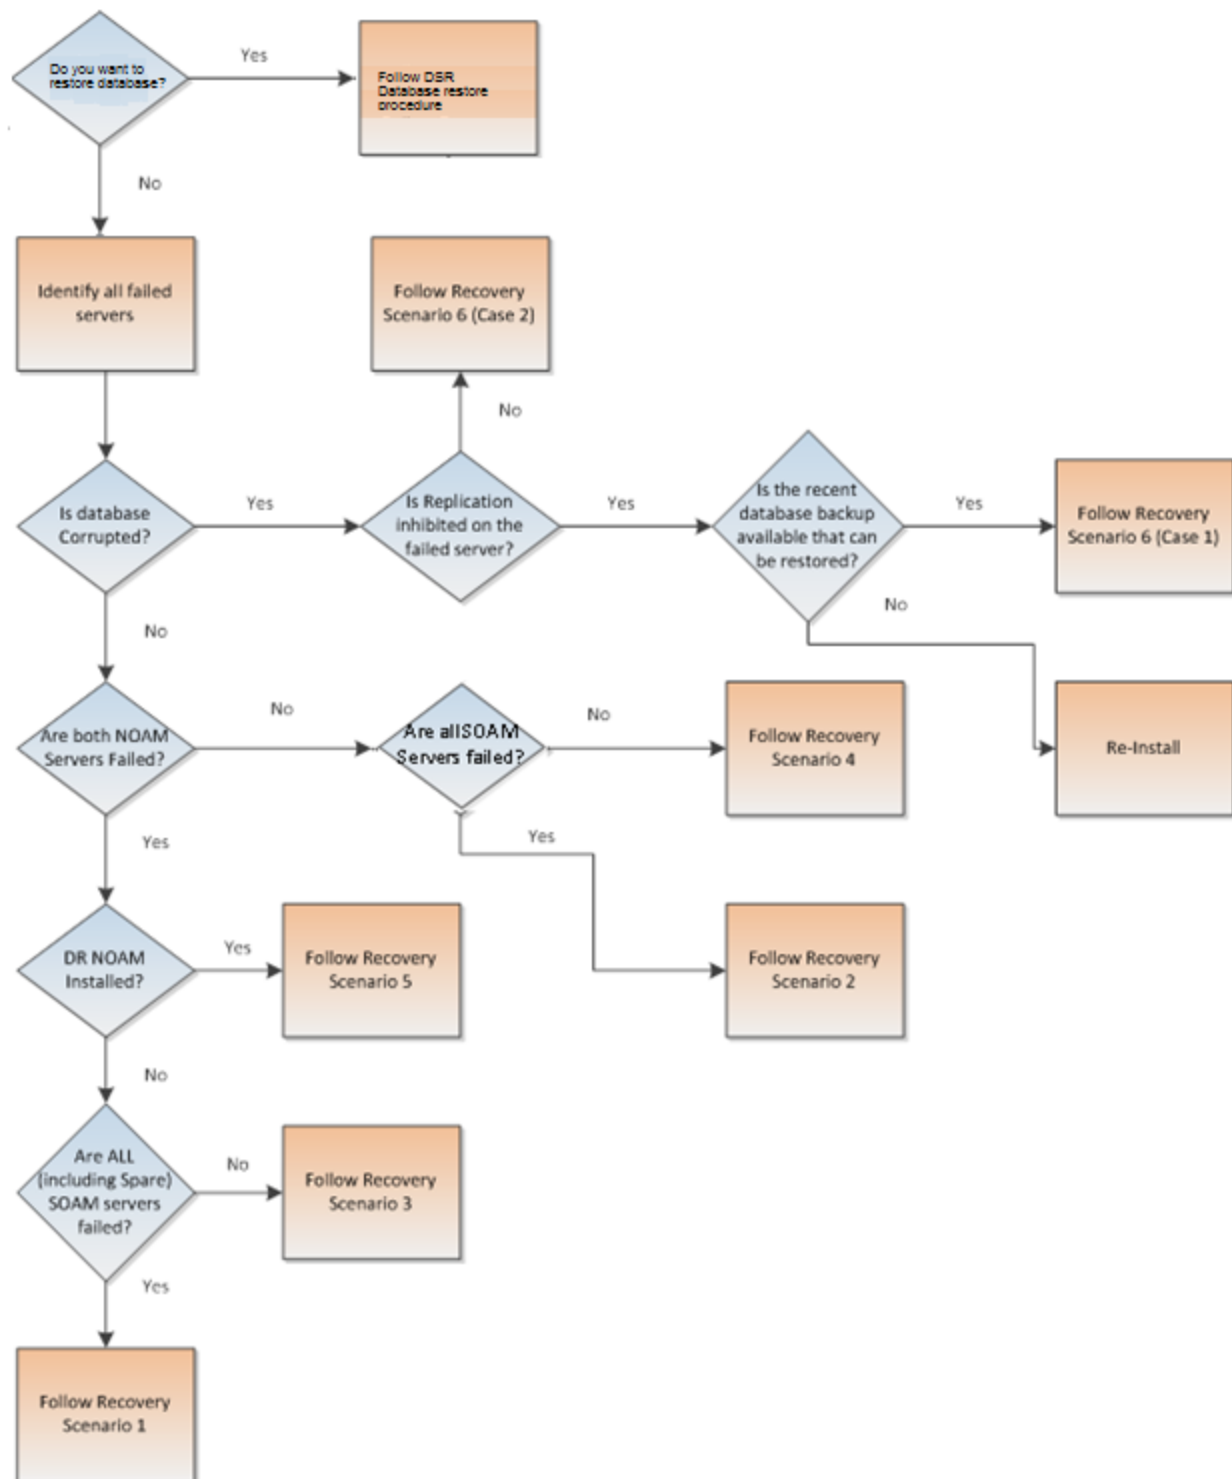 Do you want to
restore database?
Yes
Follow DSR
Database restore
procedure
No
Identify all failed
servers
Follow Recovery
Scenario 6 (Case 2)
No
Is database
Corrupted?
Yes
Is Replication
inhibited on the
failed server?
Yes
Is the recent
database backup
available that can
be restored?
Yes
Follow Recovery
Scenario 6 (Case 1)
No
No
Are both NOAM
Servers Failed?
No
Are allSOAM
Servers failed?
No
Follow Recovery
Scenario 4
Re-Install
Yes
Yes
DR NOAM
Installed?
Yes
Follow Recovery
Scenario 5
Follow Recovery
Scenario 2
No
Are ALL
(including Spare)
SOAM servers
failed?
No
Follow Recovery
Scenario 3
Yes
Follow Recovery
Scenario 1